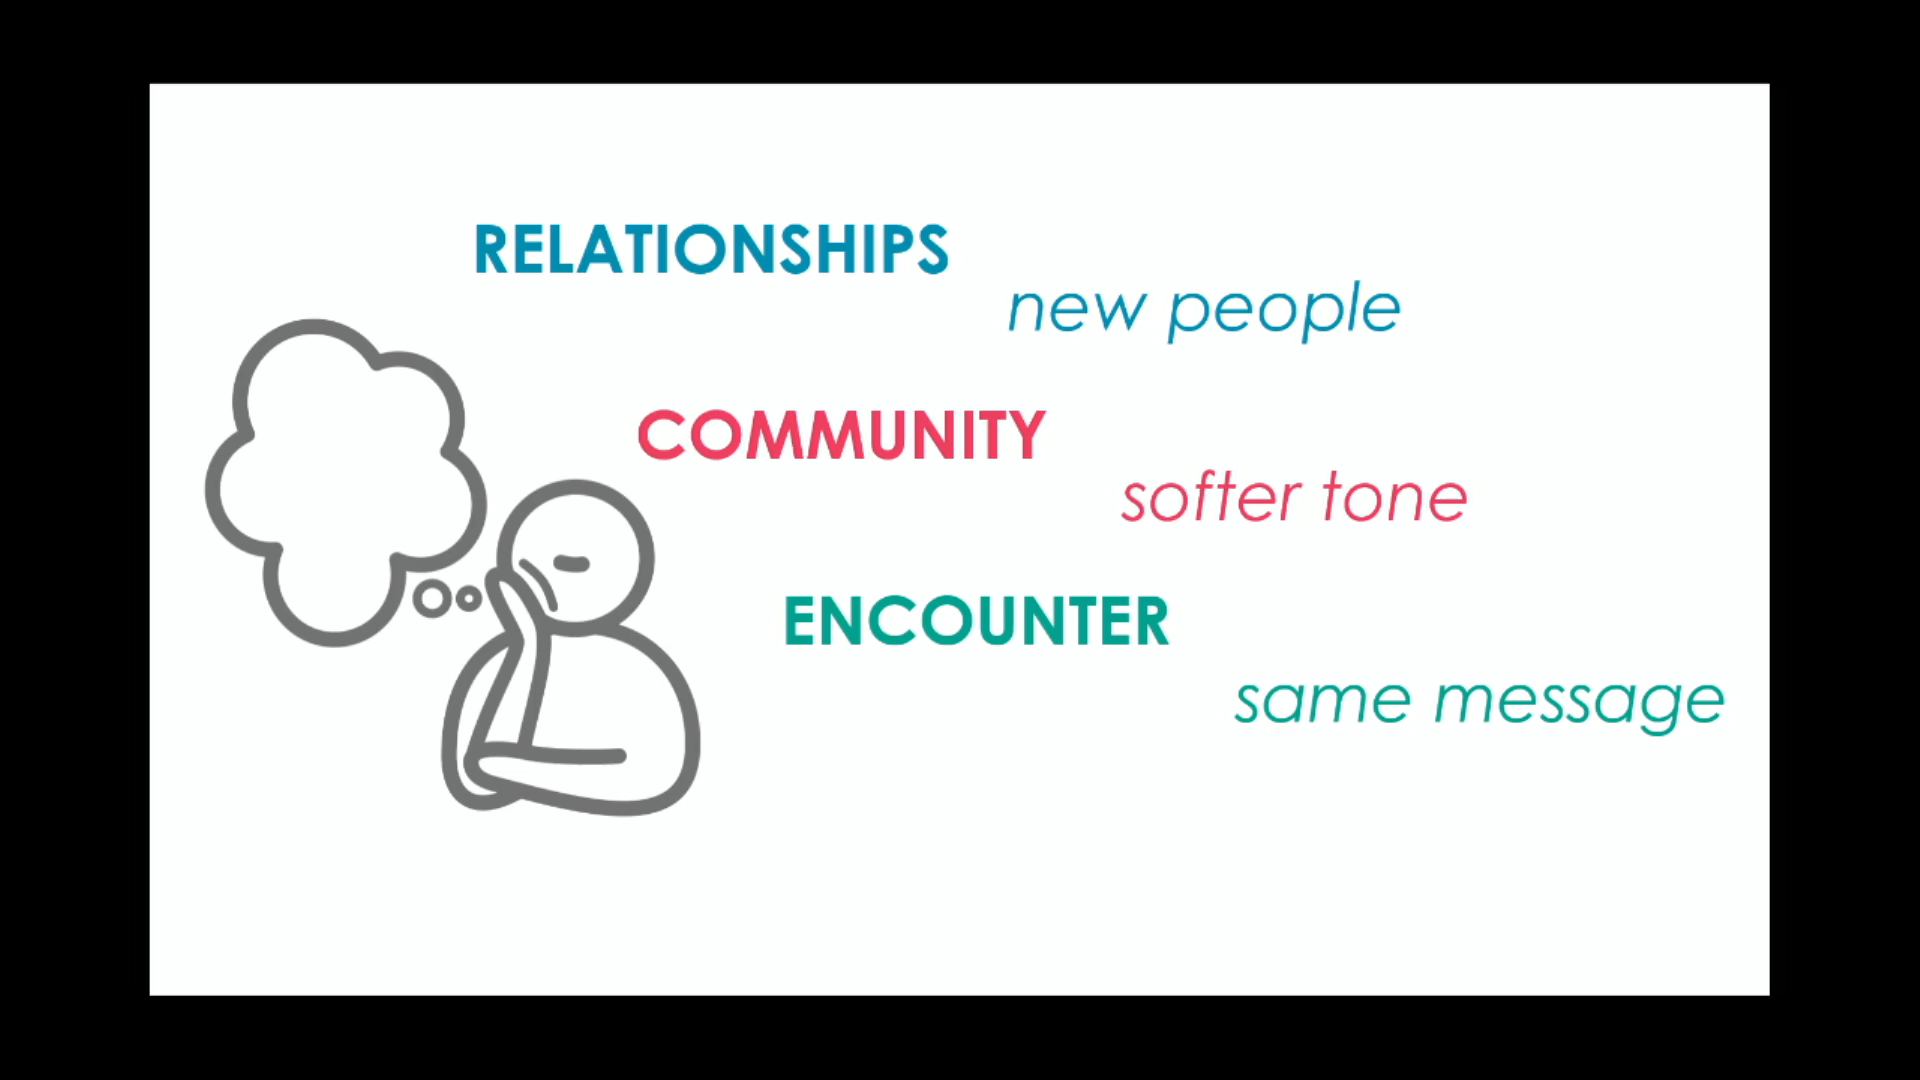 RELATIONSHIPS
new people
COMMUNITY
softer tone
ENCOUNTER
same message